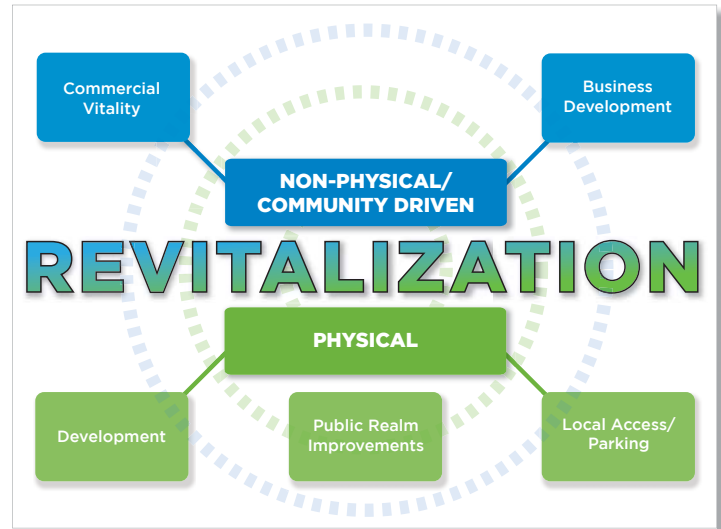 Commercial
Vitality
Business
Development
NON-PHYSICAL/
COMMUNITY DRIVEN
REVITALIZATION
PHYSICAL
Development
Public Realm
Improvements
Local Access/
Parking